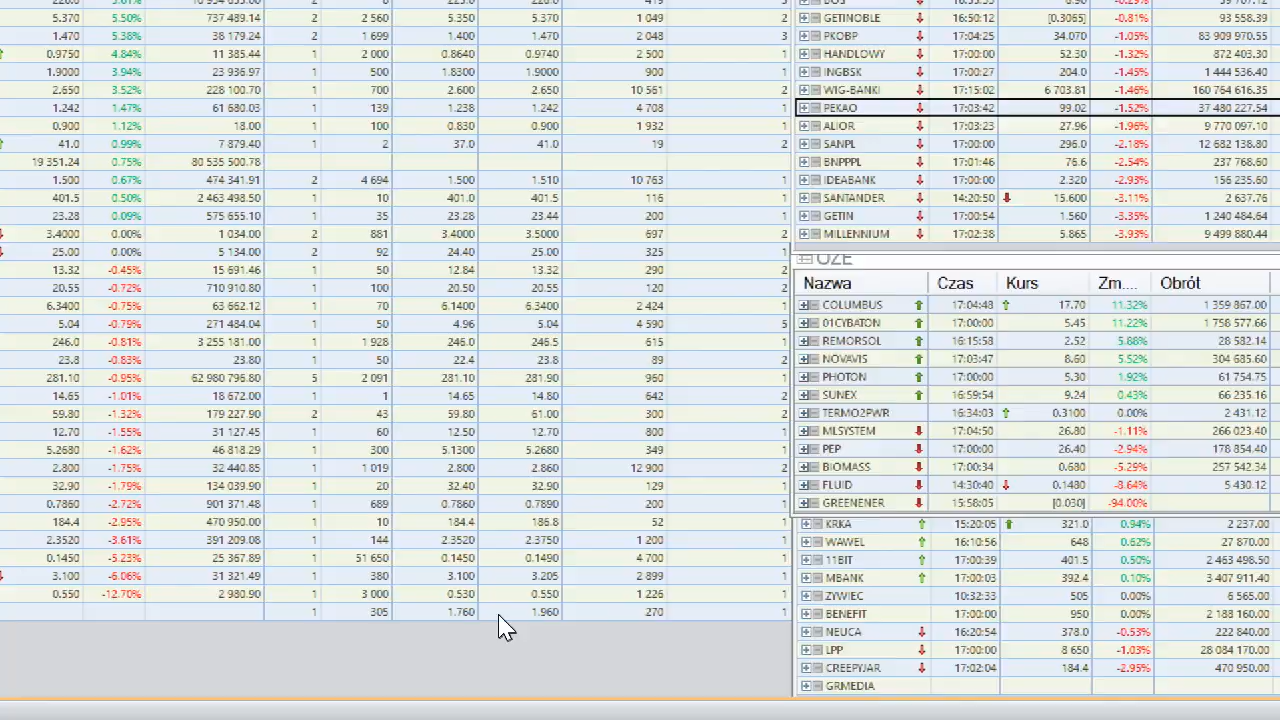 5.370 5.50% 737 489.14 2 2 560 5.350 5.370 1 049 2
1.470 5.38% 38 179.24 2 1 699 1.400 1.470 2 048 3
0.9750 4.84% 11 385.44 1 2 000 0.8640 0.9740 2 500 1
1.9000 3.94% 23 936.97 1 500 1.8300 1.9000 900 1
2.650 3.52% 228 100.70 1 700 2.600 2.650 10 561 2
1.242 1.47% 61 680.03 1 139 1.238 1.242 4 708 1
0.900 1.12% 18.00 1 100 0.830 0.900 1 932 1
41.0 0.99% 7 879.40 1 2 37.0 41.0 19 2
19 351.24 0.75% 80 535 500.78
1.500 0.67% 474 341.91 2 4 694 1.500 1.510 10 763 1
401.5 0.50% 2 463 498.50 1 10 401.0 401.5 116 1
23.28 0.09% 575 655.10 1 35 23.28 23.44 200 1
3.4000 0.00% 1 034.00 2 881 3.4000 3.5000 697 2
25.00 0.00% 5 134.00 2 92 24.40 25.00 325 1
13.32 -0.45% 15 691.46 1 50 12.84 13.32 290 2
20.55 -0.72% 710 910.80 1 100 20.50 20.55 120 2
6.3400 -0.75% 63 662.12 1 70 6.1400 6.3400 2 424 1
5.04 -0.79% 271 484.04 1 50 4.96 5.04 4 590 5
246.0 -0.81% 3 255 181.00 1 1 928 246.0 246.5 615 1
23.8 -0.83% 23.80 1 50 22.4 23.8 89 2
281.10 -0.95% 62 980 796.80 5 2 091 281.10 281.90 960 1
14.65 -1.01% 18 672.00 1 1 14.65 14.80 642 2
59.80 -1.32% 179 227.90 2 43 59.80 61.00 300 2
12.70 -1.55% 31 127.45 1 60 12.50 12.70 800 1
5.2680 -1.62% 46 818.29 1 300 5.1300 5.2680 349 1
2.800 -1.75% 32 440.85 1 1 019 2.800 2.860 12 900 2
32.90 -1.79% 134 039.90 1 20 32.40 32.90 129 1
0.7860 -2.72% 901 371.48 1 689 0.7860 0.7890 200 1
184.4 -2.95% 470 950.00 1 10 184.4 186.8 52 1
2.3520 -3.61% 391 209.08 1 144 2.3520 2.3750 1 200 1
0.1450 -5.23% 25 367.89 1 51 650 0.1450 0.1490 4 700 1
3.100 -6.06% 31 321.49 1 380 3.100 3.205 2 899 1
0.550 -12.70% 2 980.90 1 3 000 0.530 0.550 1 226 1
1 305 1.760 1.960 270 1
GETINOBLE 16:50:12 [0.3065] -0.81% 93 558.39
PKOBP 17:04:25 34.070 -1.05% 83 909 970.55
HANDLOWY 17:00:00 52.30 -1.32% 872 403.30
INGBSK 17:00:27 204.0 -1.45% 1 444 536.40
WIG-BANKI 17:15:02 6 703.81 -1.46% 160 764 616.35
PEKAO 17:03:42 99.02 -1.52% 37 480 227.54
ALIOR 17:03:23 27.96 -1.96% 9 770 097.10
SANPL 17:00:00 296.0 -2.18% 12 682 138.80
BNPPPL 17:01:46 76.6 -2.54% 237 768.60
IDEABANK 17:00:00 2.320 -2.93% 156 235.60
SANTANDER 14:20:50 15.600 -3.11% 2 637.76
GETIN 17:00:54 1.560 -3.35% 1 240 484.64
MILLENNIUM 17:02:38 5.865 -3.93% 9 499 880.44
OZE
Nazwa Czas Kurs Zm.... Obrót
COLUMBUS 17:04:48 17.70 11.32% 1 359 867.00
01CYBATON 17:00:00 5.45 11.22% 1 758 577.66
REMORSOL 16:15:58 2.52 5.88% 28 582.14
NOVAVIS 17:03:47 8.60 5.52% 304 685.60
PHOTON 17:00:00 5.30 1.92% 61 754.75
SUNEX 16:59:54 9.24 0.43% 66 235.16
TERMO2PWR 16:34:03 0.3100 0.00% 2 431.12
MLSYSTEM 17:04:50 26.80 -1.11% 266 023.40
PEP 17:00:00 26.40 -2.94% 178 854.40
BIOMASS 17:00:34 0.680 -5.29% 257 542.34
FLUID 14:30:40 0.1480 -8.64% 5 430.12
GREENENER 15:58:05 [0.030] -94.00%
KRKA 15:20:05 321.0 0.94% 2 237.00
WAWEL 16:10:56 648 0.62% 27 870.00
11BIT 17:00:39 401.5 0.50% 2 463 498.50
MBANK 17:00:03 392.4 0.10% 3 407 911.40
ZYWIEC 10:32:33 505 0.00% 6 565.00
BENEFIT 17:00:00 950 0.00% 2 188 160.00
NEUCA 16:20:54 378.0 -0.53% 222 840.00
LPP 17:00:00 8 650 -1.03% 28 084 170.00
CREEPYJAR 17:02:04 184.4 -2.95% 470 950.00
GRMEDIA